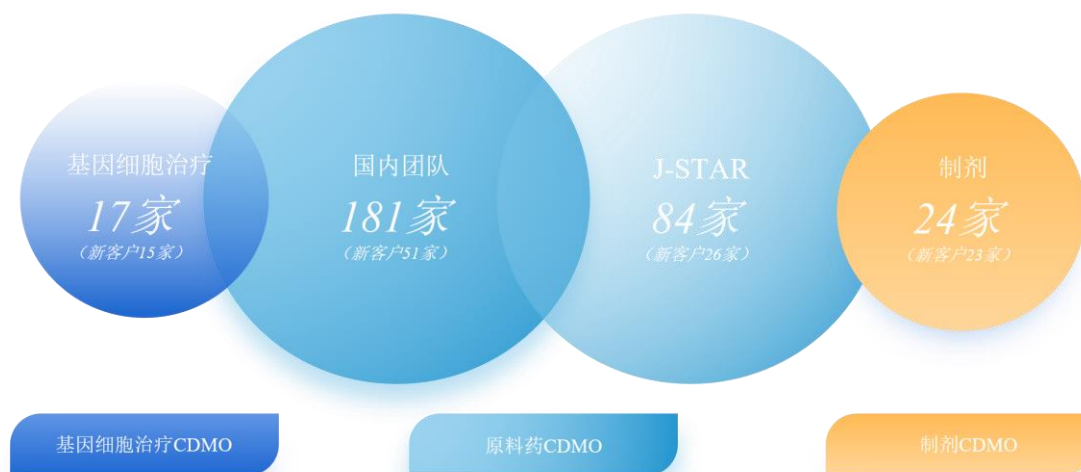 基因细胞治疗
17家
（新客户15家）
国内团队
181家
（新客户51家）
J-STAR
84家
（新客户26家）
制剂
24家
（新客户23家）
基因细胞治疗CDMO
原料药CDMO
制剂CDMO